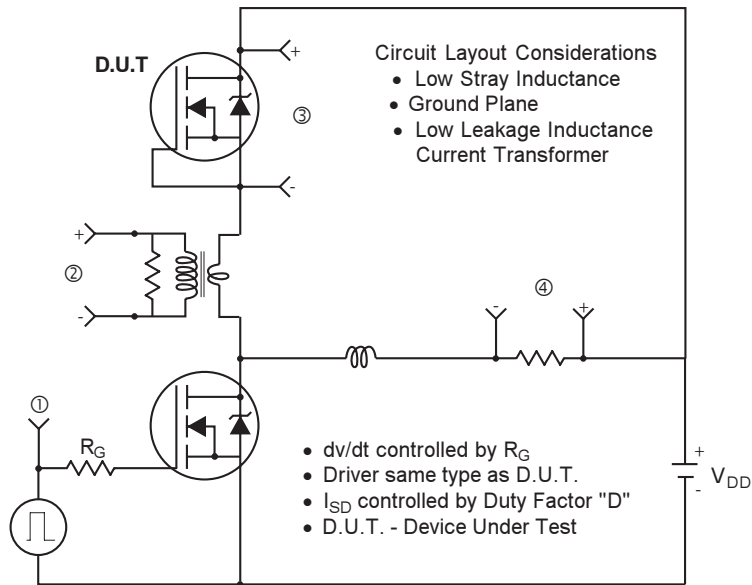 D.U.T
+
-
③
Circuit Layout Considerations
• Low Stray Inductance
• Ground Plane
• Low Leakage Inductance
Current Transformer
+
②
-
④
-
+
①
R_G
• dv/dt controlled by R_G
• Driver same type as D.U.T.
• I_SD controlled by Duty Factor "D"
• D.U.T. - Device Under Test
+
V_DD
-